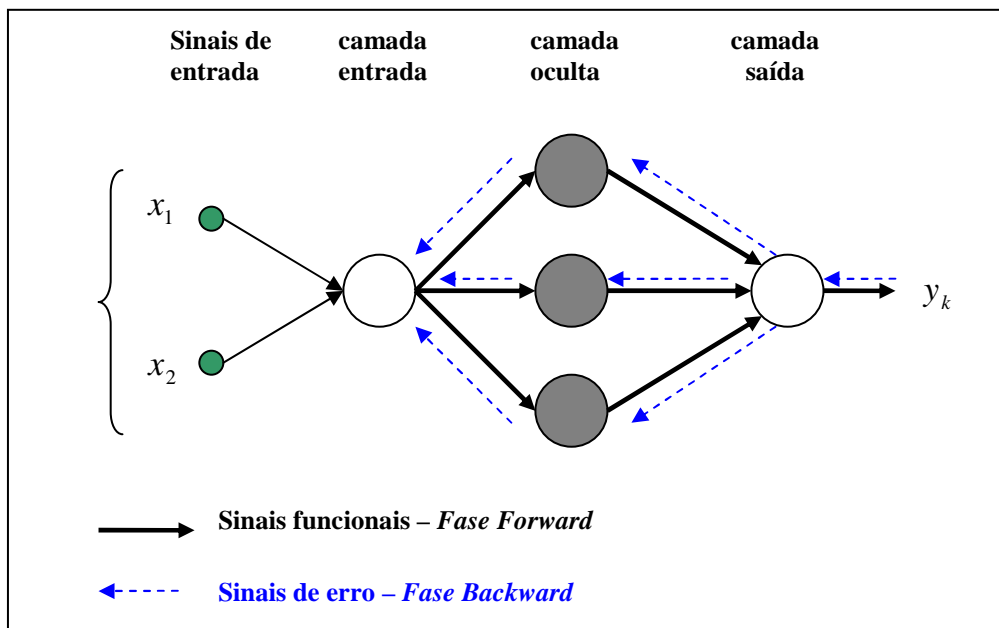 Sinais de entrada
camada entrada
camada oculta
camada saída
x₁
x₂
yₖ
Sinais funcionais – Fase Forward
Sinais de erro – Fase Backward